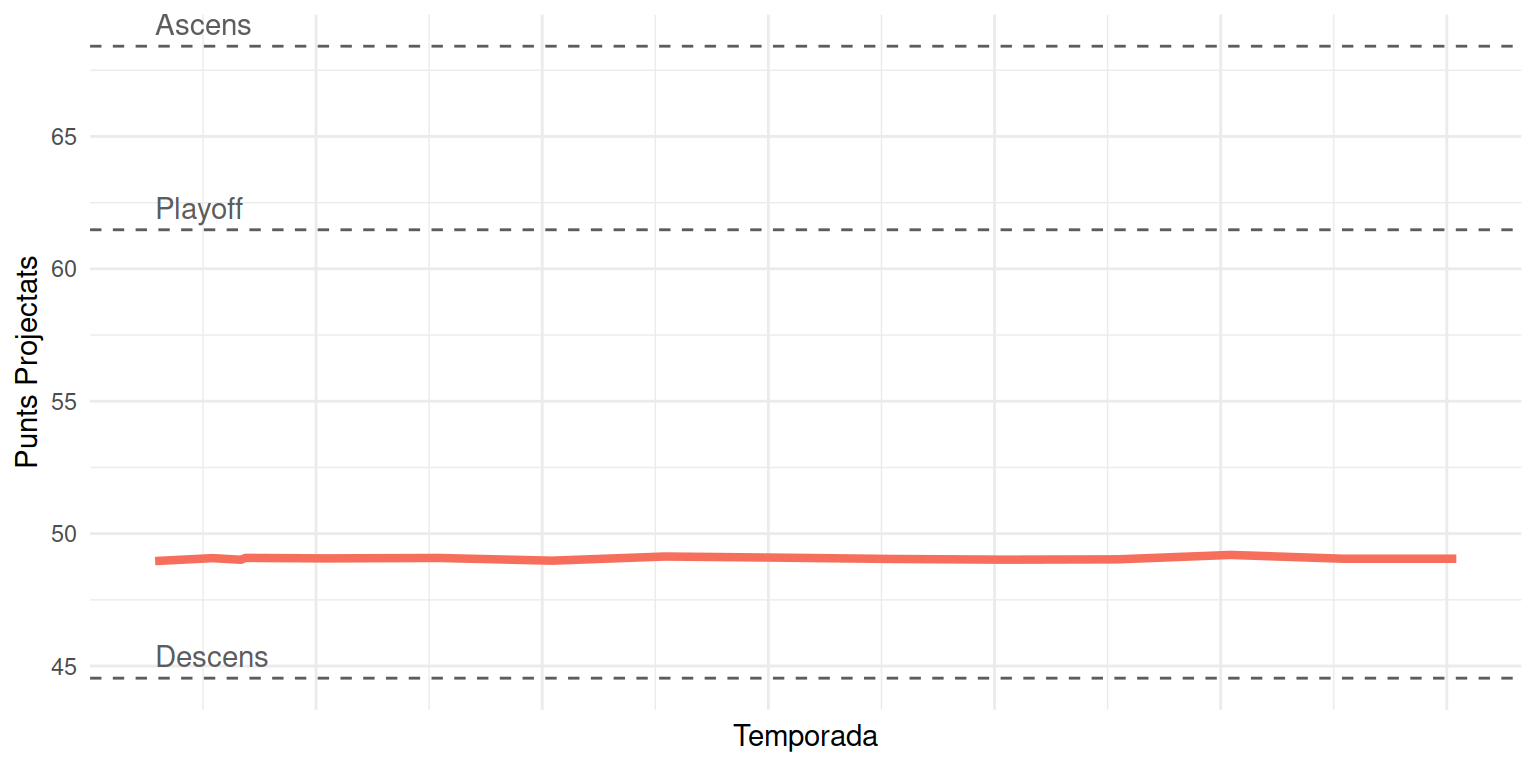 Ascens
65
Playoff
60
55
Punts Projectats
50
Descens
45
Temporada